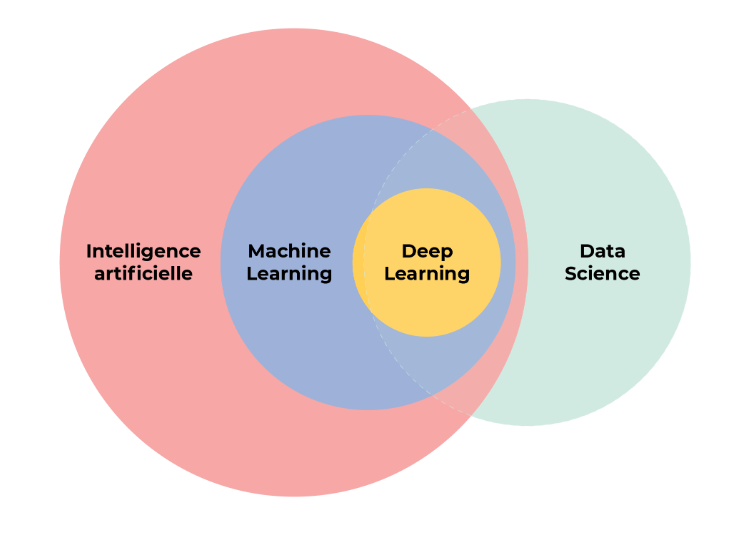 Intelligence
artificielle
Machine
Learning
Deep
Learning
Data
Science